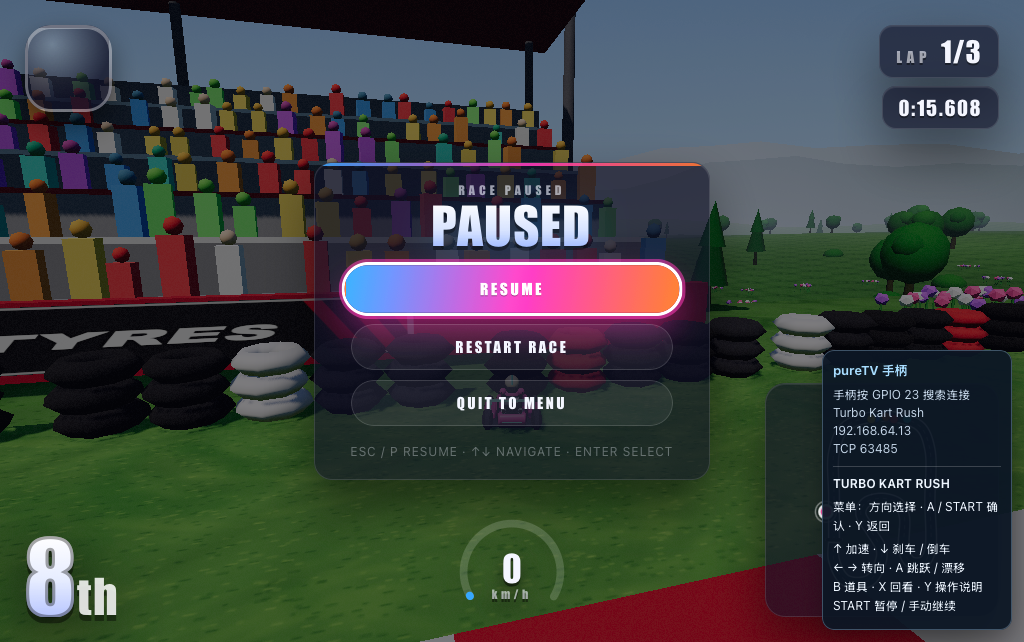 LAP 1/3
0:15.608
RACE PAUSED
PAUSED
RESUME
RESTART RACE
QUIT TO MENU
ESC / P RESUME · ↑↓ NAVIGATE · ENTER SELECT
TYRES
8th
0
km/h
pureTV 手柄
手柄按 GPIO 23 搜索连接
Turbo Kart Rush
192.168.64.13
TCP 63485
TURBO KART RUSH
菜单：方向选择 · A / START 确
认 · Y 返回
↑ 加速 · ↓ 刹车 / 倒车
← → 转向 · A 跳跃 / 漂移
B 道具 · X 回看 · Y 操作说明
START 暂停 / 手动继续